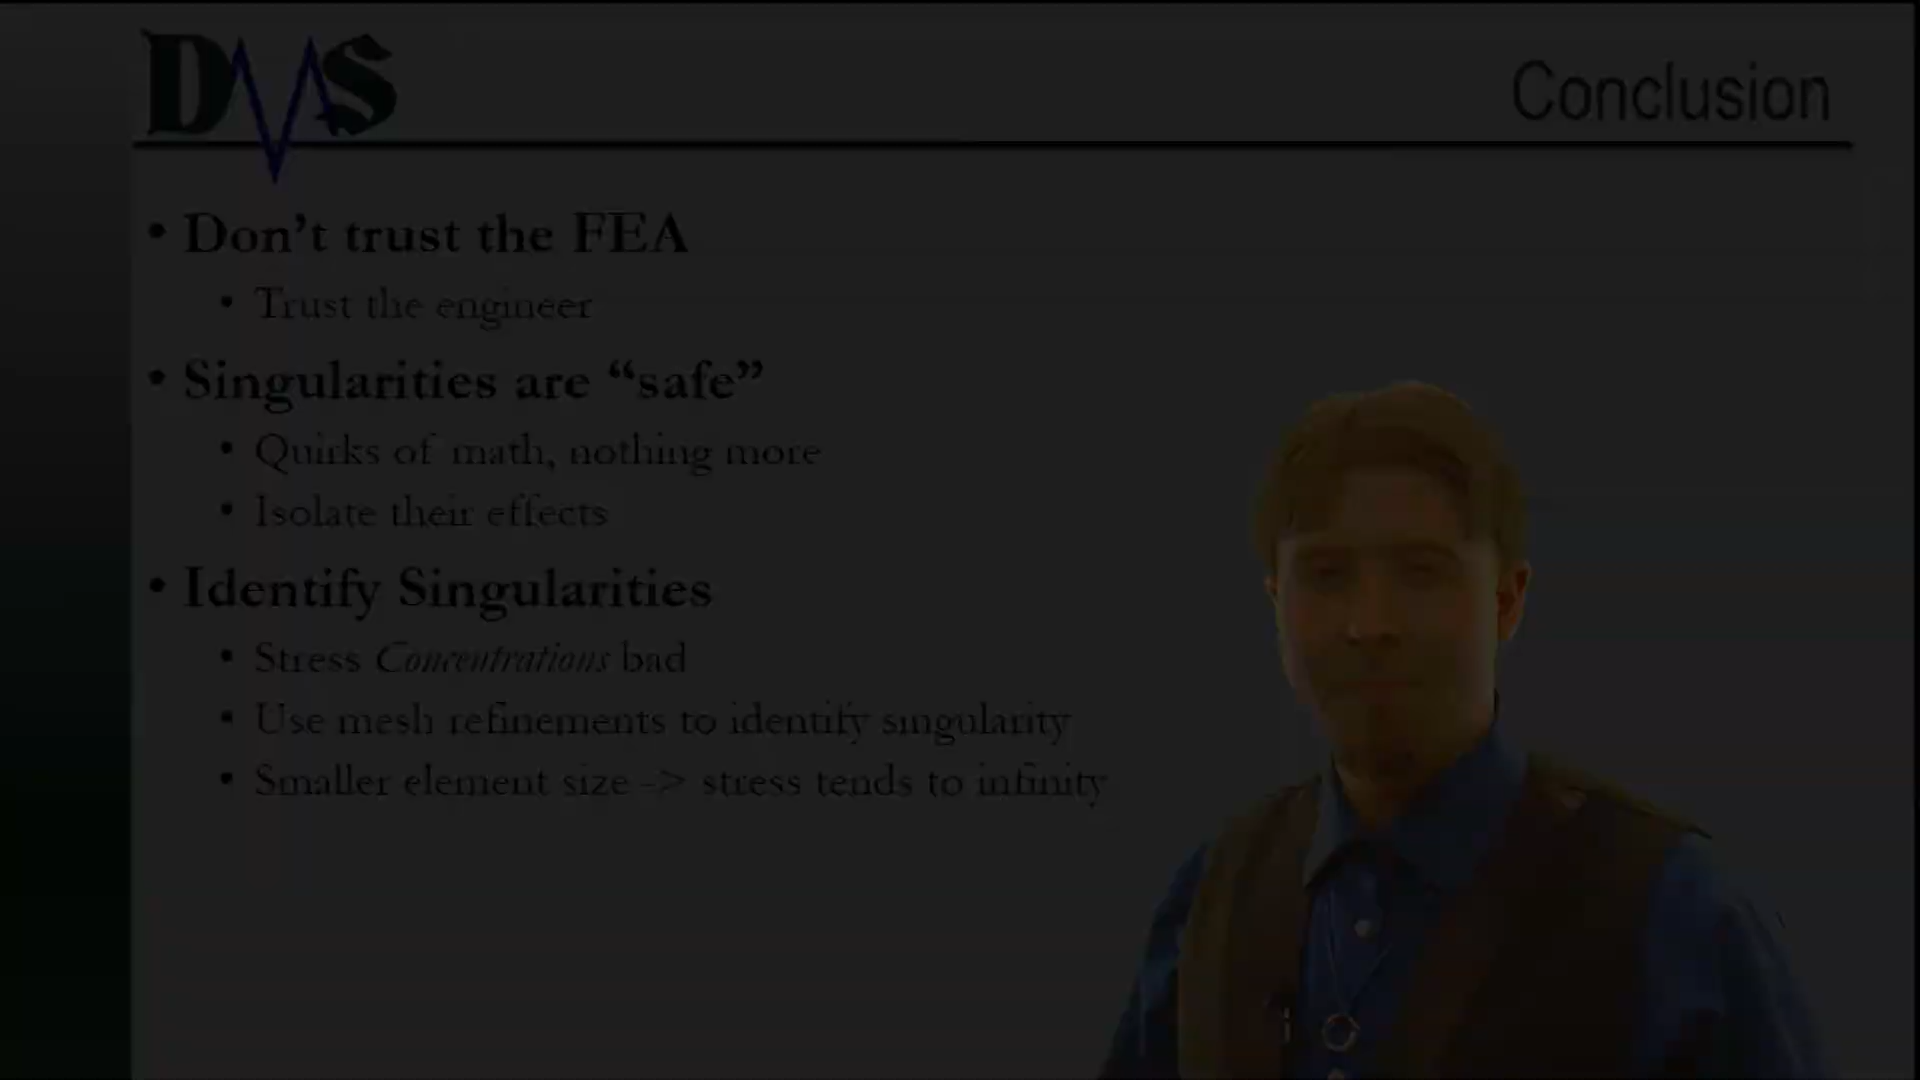 DVS
Conclusion
• Don’t trust the FEA
• Trust the engineer
• Singularities are “safe”
• Quirks of math, nothing more
• Isolate their effects
• Identify Singularities
• Stress Concentrations bad
• Use mesh refinements to identify singularity
• Smaller element size -> stress tends to infinity